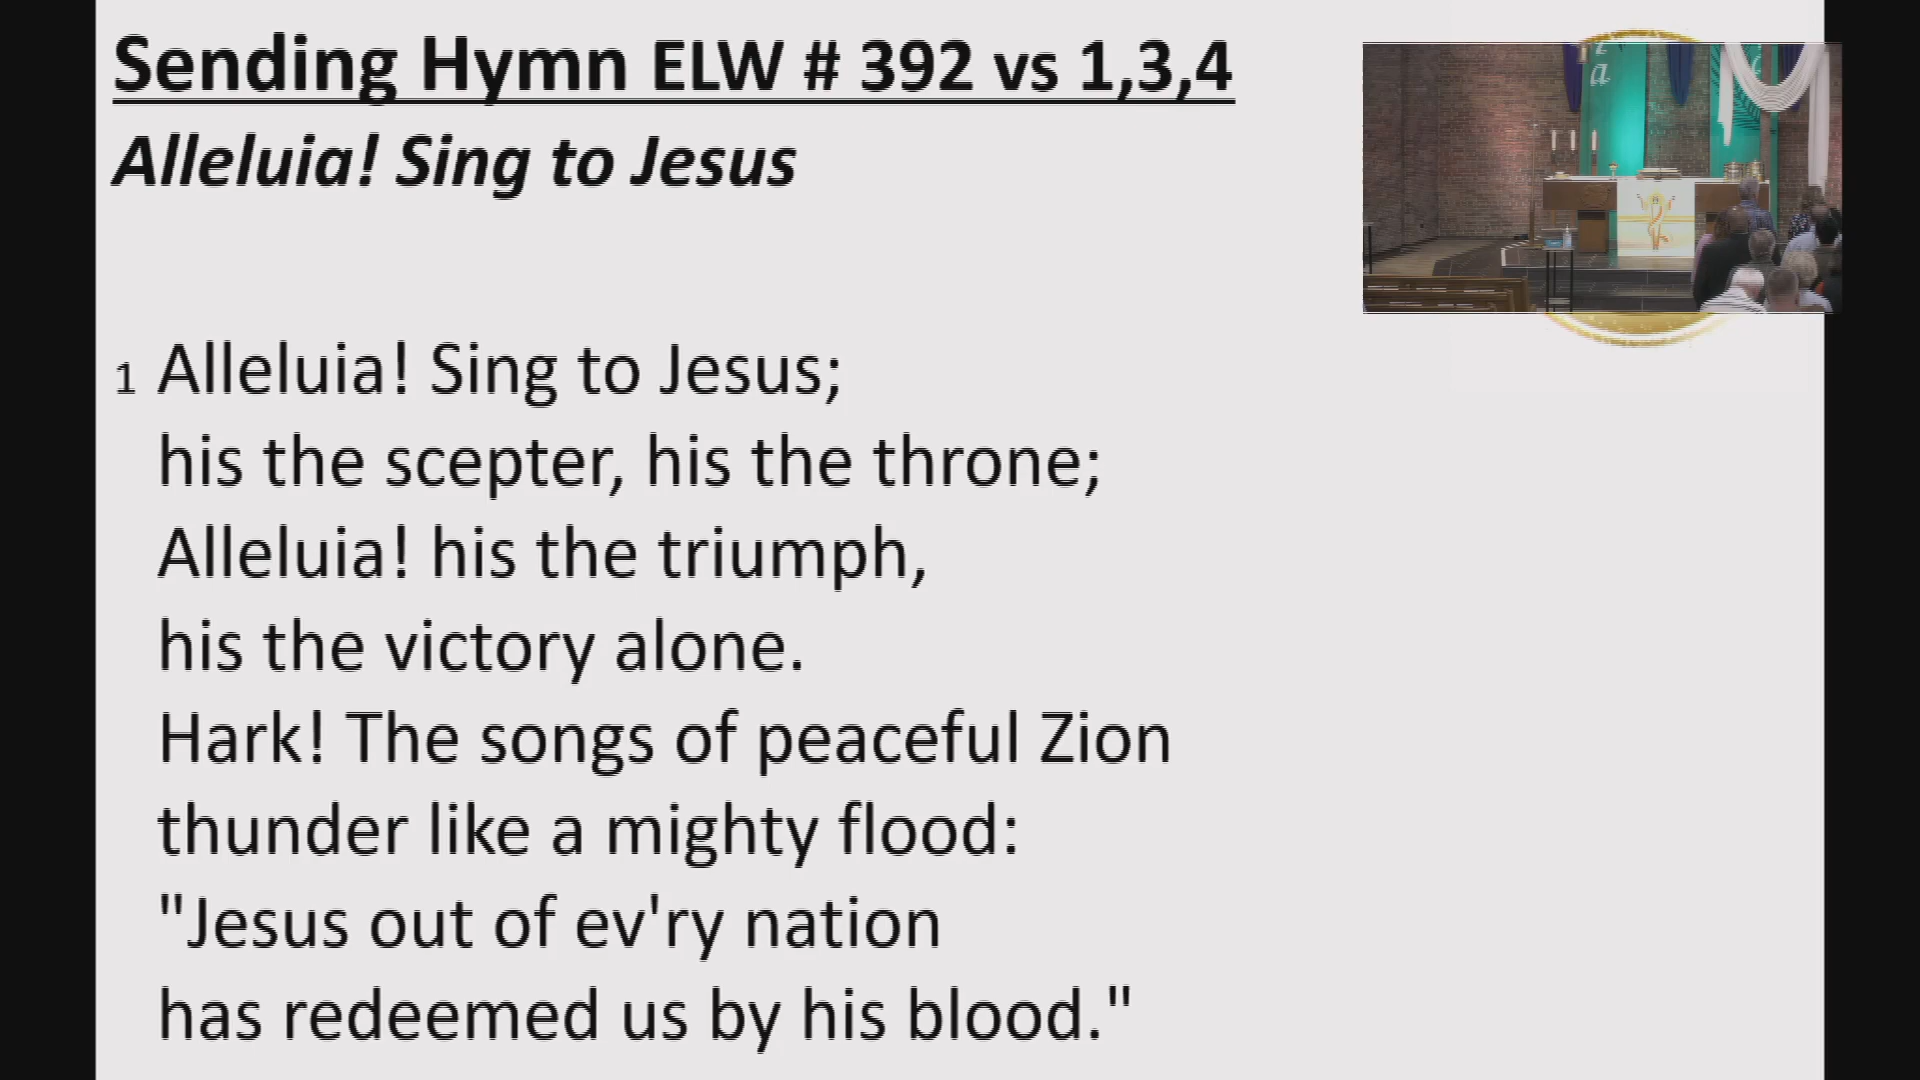 Sending Hymn ELW # 392 vs 1,3,4
Alleluia! Sing to Jesus
1 Alleluia! Sing to Jesus;
his the scepter, his the throne;
Alleluia! his the triumph,
his the victory alone.
Hark! The songs of peaceful Zion
thunder like a mighty flood:
"Jesus out of ev'ry nation
has redeemed us by his blood."